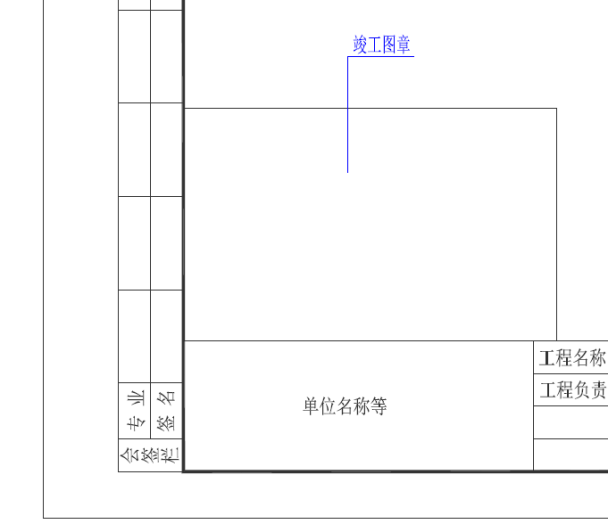 竣工图章
工程名称
工程负责
单位名称等
专业
签名
会签栏